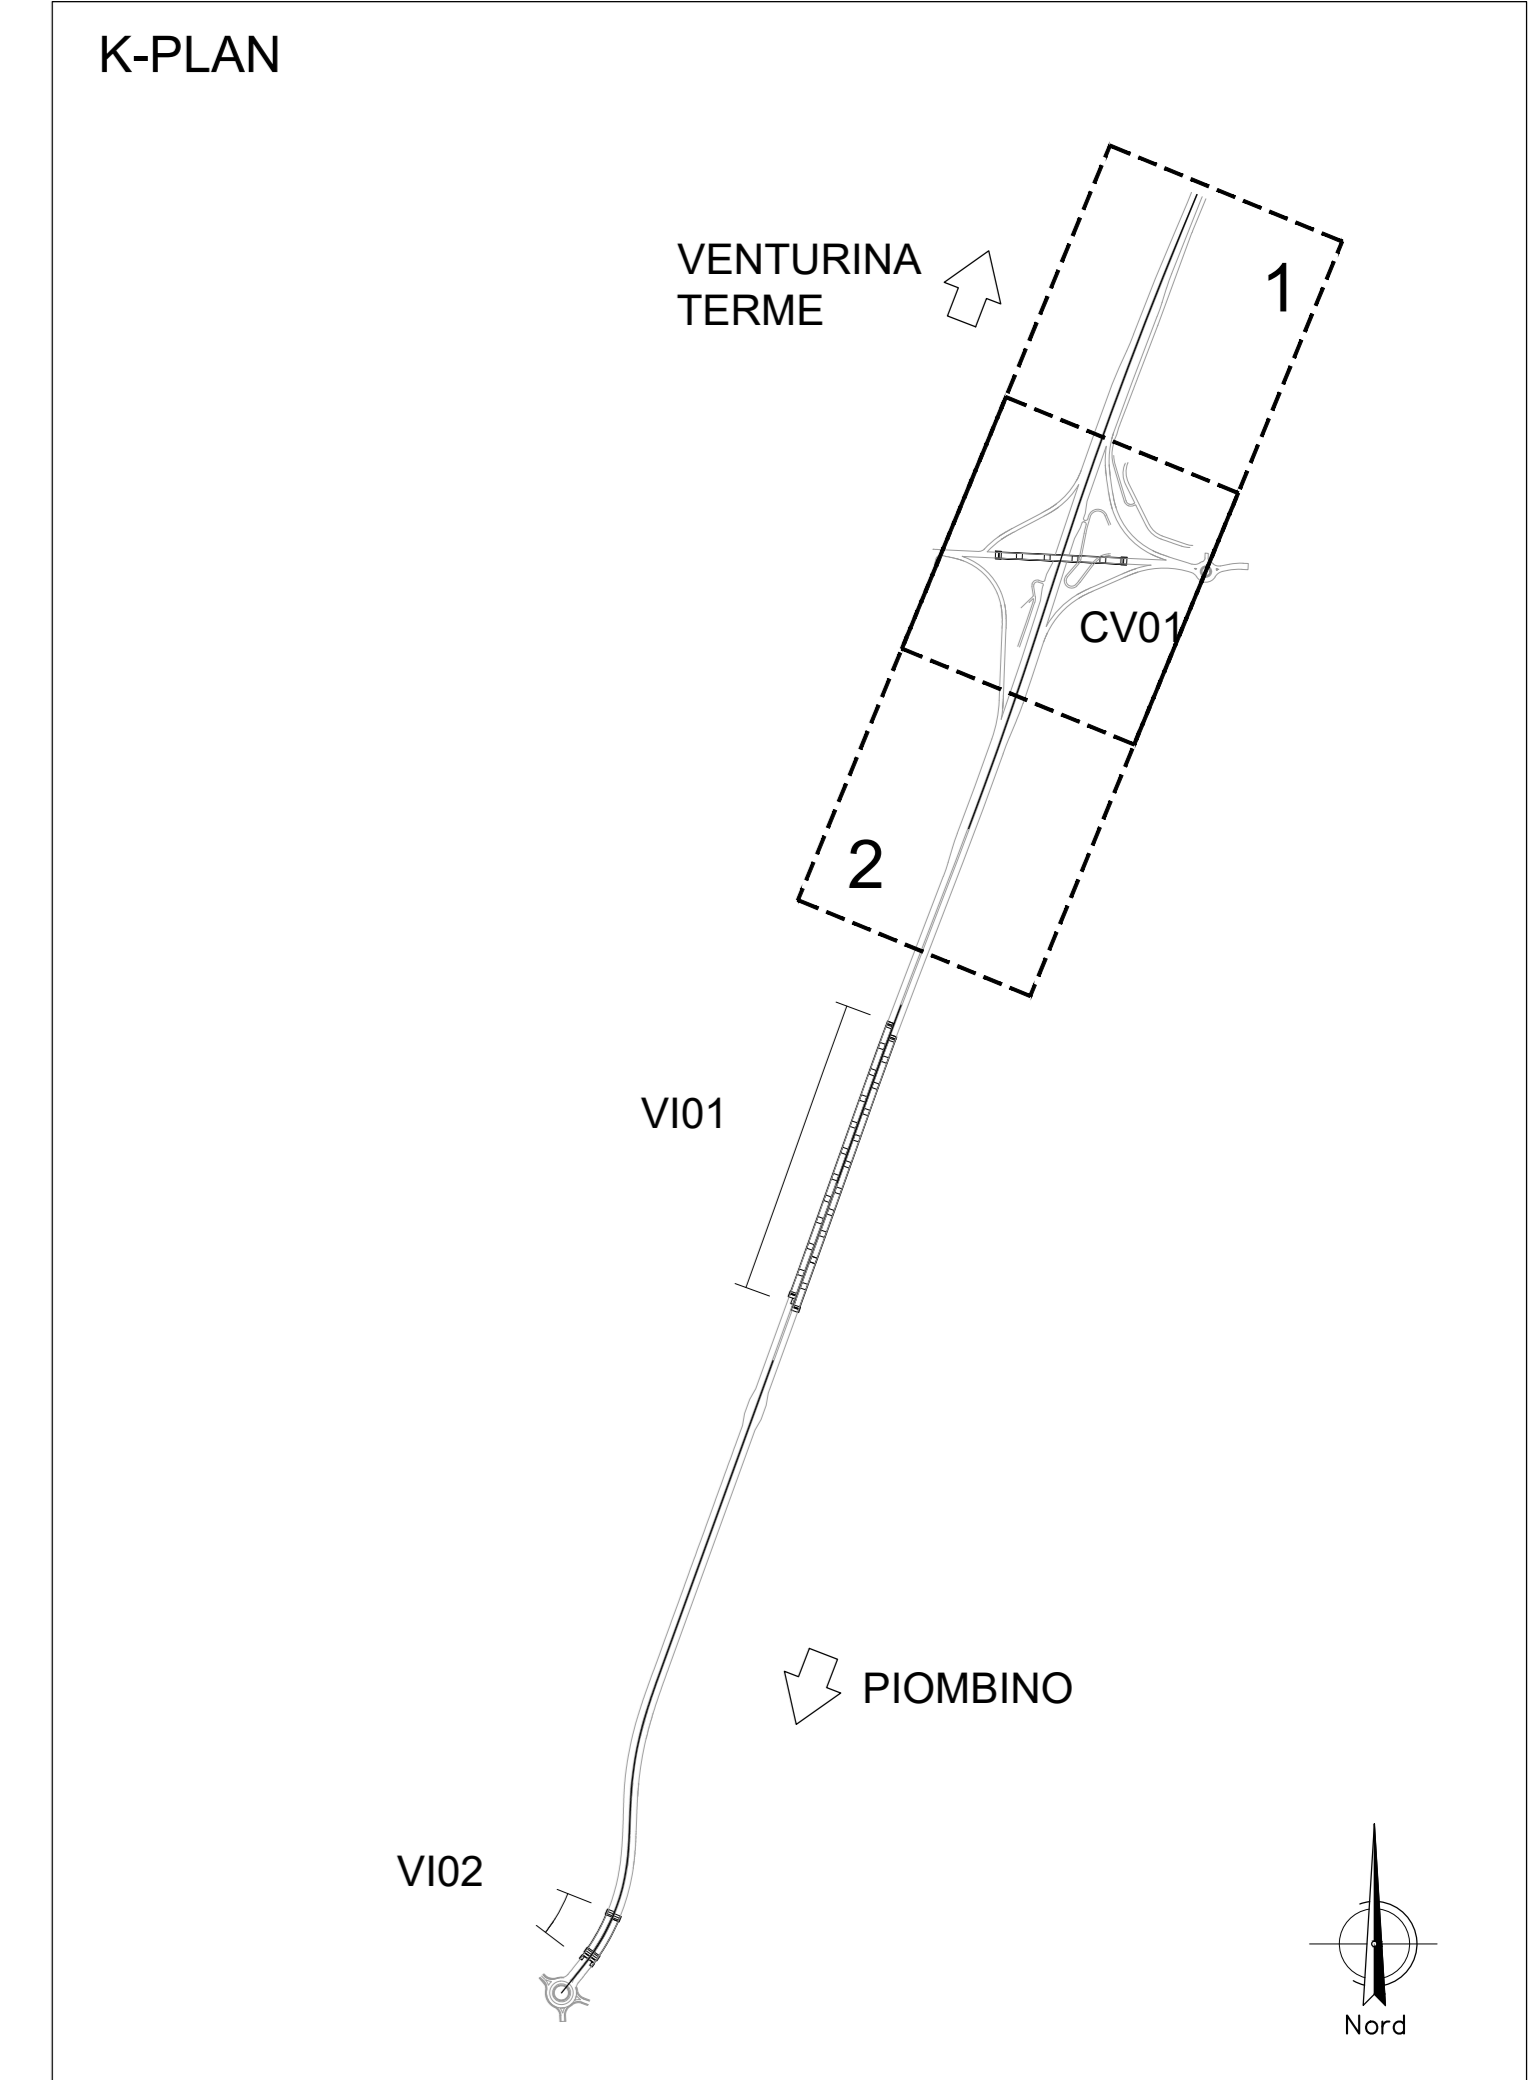 K-PLAN
VENTURINA
TERME
1
CV01
2
VI01
PIOMBINO
VI02
Nord